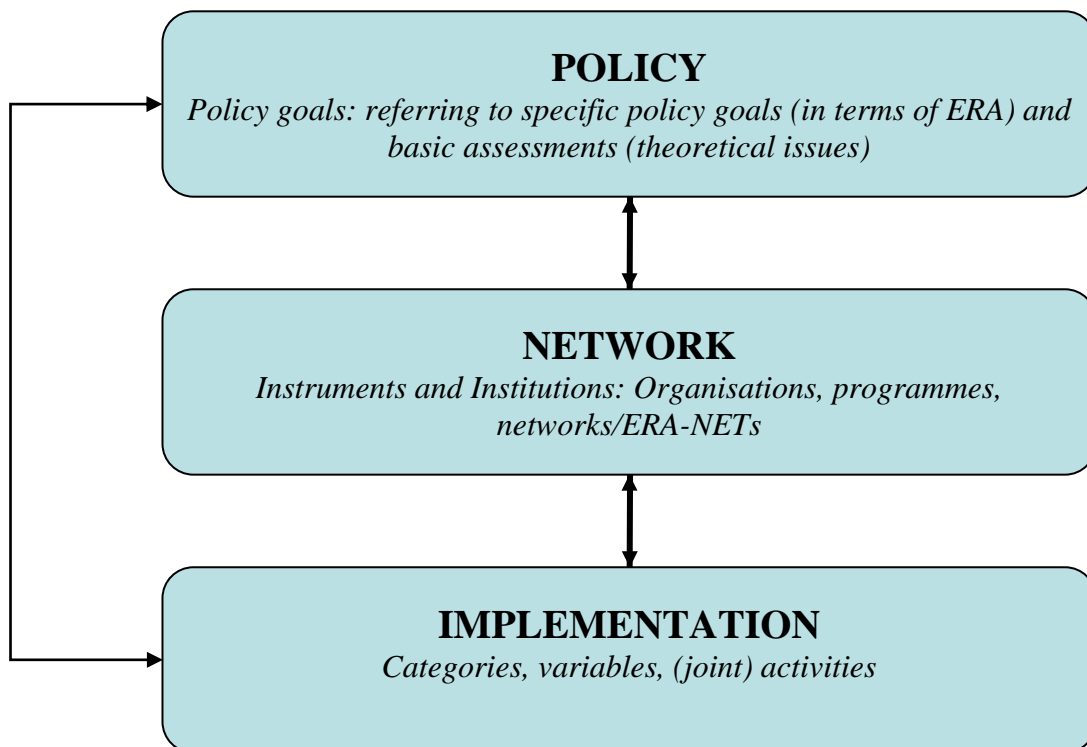 POLICY
Policy goals: referring to specific policy goals (in terms of ERA) and
basic assessments (theoretical issues)
NETWORK
Instruments and Institutions: Organisations, programmes,
networks/ERA-NETs
IMPLEMENTATION
Categories, variables, (joint) activities